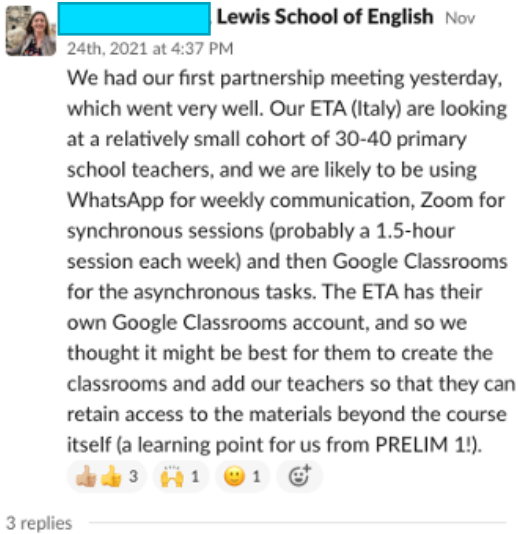 Lewis School of English Nov
24th, 2021 at 4:37 PM
We had our first partnership meeting yesterday,
which went very well. Our ETA (Italy) are looking
at a relatively small cohort of 30-40 primary
school teachers, and we are likely to be using
WhatsApp for weekly communication, Zoom for
synchronous sessions (probably a 1.5-hour
session each week) and then Google Classrooms
for the asynchronous tasks. The ETA has their
own Google Classrooms account, and so we
thought it might be best for them to create the
classrooms and add our teachers so that they can
retain access to the materials beyond the course
itself (a learning point for us from PRELIM 1!).
3 1 1
3 replies